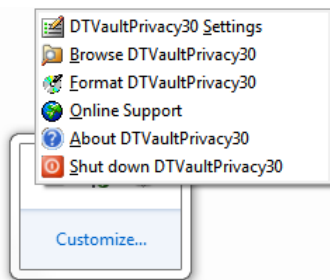 DTVaultPrivacy30 Settings
Browse DTVaultPrivacy30
Format DTVaultPrivacy30
Online Support
About DTVaultPrivacy30
Shut down DTVaultPrivacy30
Customize...